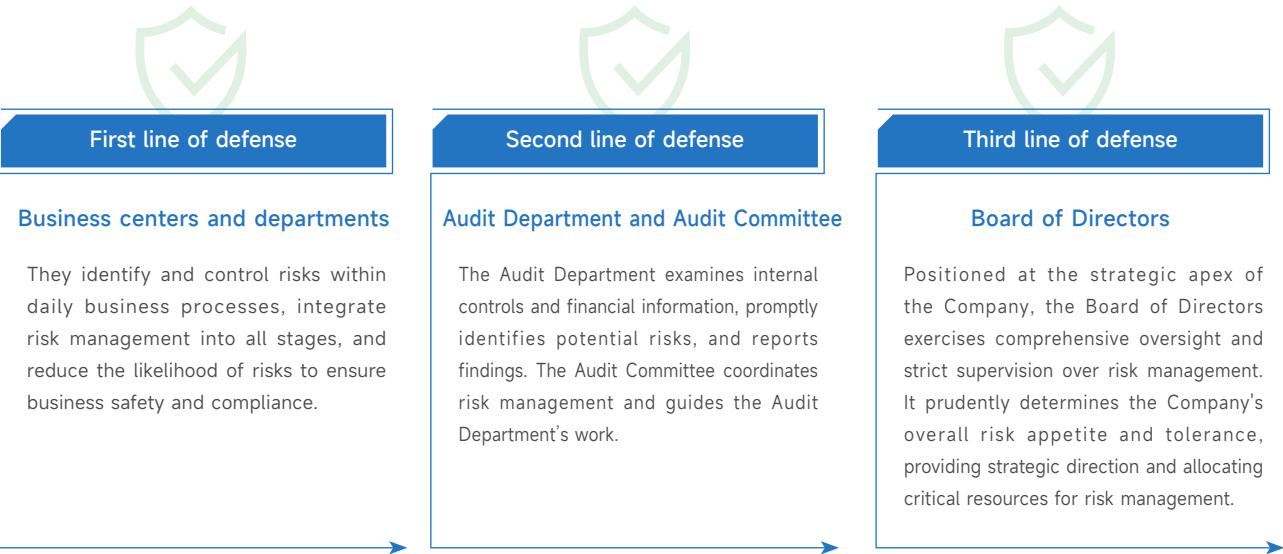 First line of defense
Business centers and departments
They identify and control risks within
daily business processes, integrate
risk management into all stages, and
reduce the likelihood of risks to ensure
business safety and compliance.
Second line of defense
Audit Department and Audit Committee
The Audit Department examines internal
controls and financial information, promptly
identifies potential risks, and reports
findings. The Audit Committee coordinates
risk management and guides the Audit
Department's work.
Third line of defense
Board of Directors
Positioned at the strategic apex of
the Company, the Board of Directors
exercises comprehensive oversight and
strict supervision over risk management.
It prudently determines the Company's
overall risk appetite and tolerance,
providing strategic direction and allocating
critical resources for risk management.